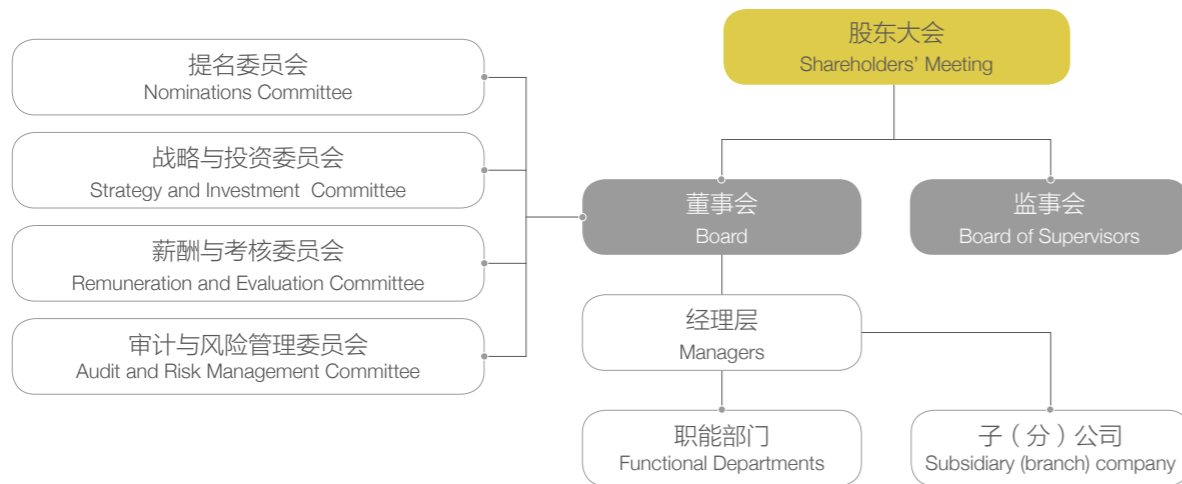 股东大会
Shareholders’ Meeting
提名委员会
Nominations Committee
战略与投资委员会
Strategy and Investment Committee
薪酬与考核委员会
Remuneration and Evaluation Committee
审计与风险管理委员会
Audit and Risk Management Committee
董事会
Board
监事会
Board of Supervisors
经理层
Managers
职能部门
Functional Departments
子（分）公司
Subsidiary (branch) company